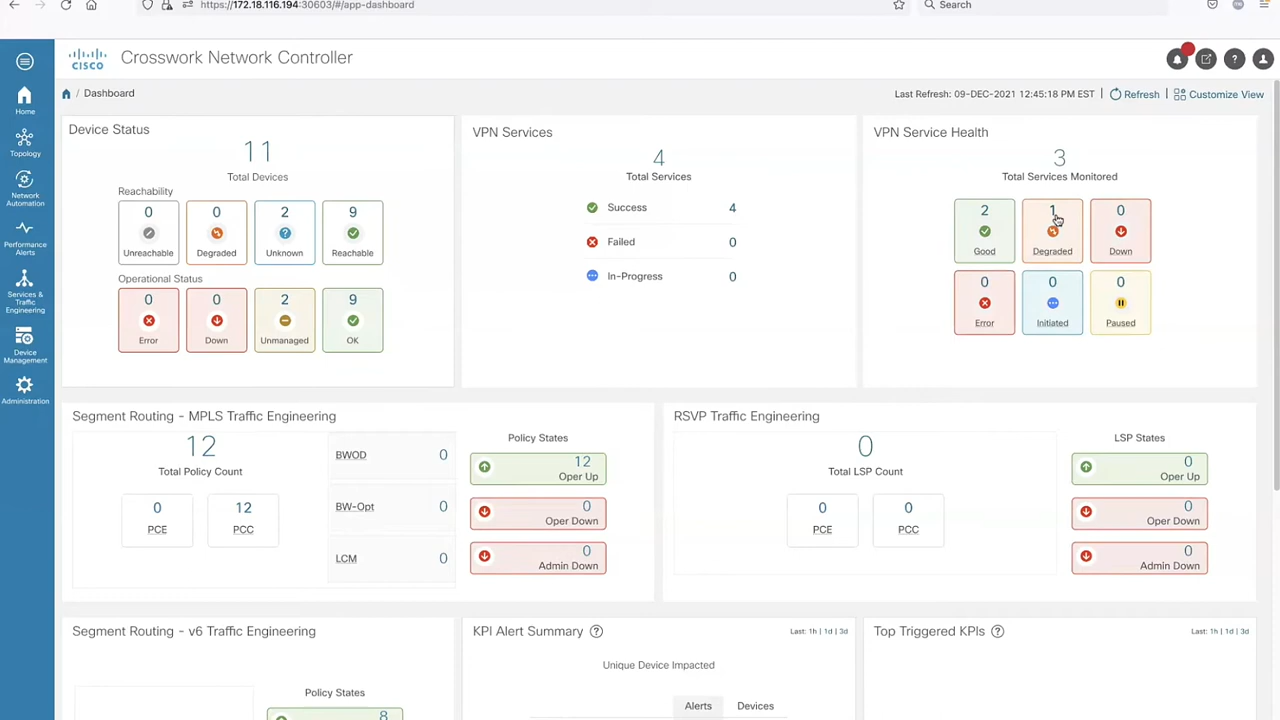 https://172.18.116.194:30603/#/app-dashboard
Search
CISCO
Crosswork Network Controller
/ Dashboard
Last Refresh: 09-DEC-2021 12:45:18 PM EST | Refresh | Customize View
Home
Topology
Network
Automation
Performance
Alerts
Services &
Traffic
Engineering
Device
Management
Administration
Device Status
11
Total Devices
Reachability
0
Unreachable
0
Degraded
2
Unknown
9
Reachable
Operational Status
0
Error
0
Down
2
Unmanaged
9
OK
VPN Services
4
Total Services
Success 4
Failed 0
In-Progress 0
VPN Service Health
3
Total Services Monitored
2
Good
1
Degraded
0
Down
0
Error
0
Initiated
0
Paused
Segment Routing - MPLS Traffic Engineering
12
Total Policy Count
0
PCE
12
PCC
BWOD 0
BW-Opt 0
LCM 0
Policy States
12
Oper Up
0
Oper Down
0
Admin Down
RSVP Traffic Engineering
0
Total LSP Count
0
PCE
0
PCC
LSP States
0
Oper Up
0
Oper Down
0
Admin Down
Segment Routing - v6 Traffic Engineering
Policy States
8
KPI Alert Summary
Last: 1h | 1d | 3d
Unique Device Impacted
Alerts Devices
Top Triggered KPIs
Last: 1h | 1d | 3d